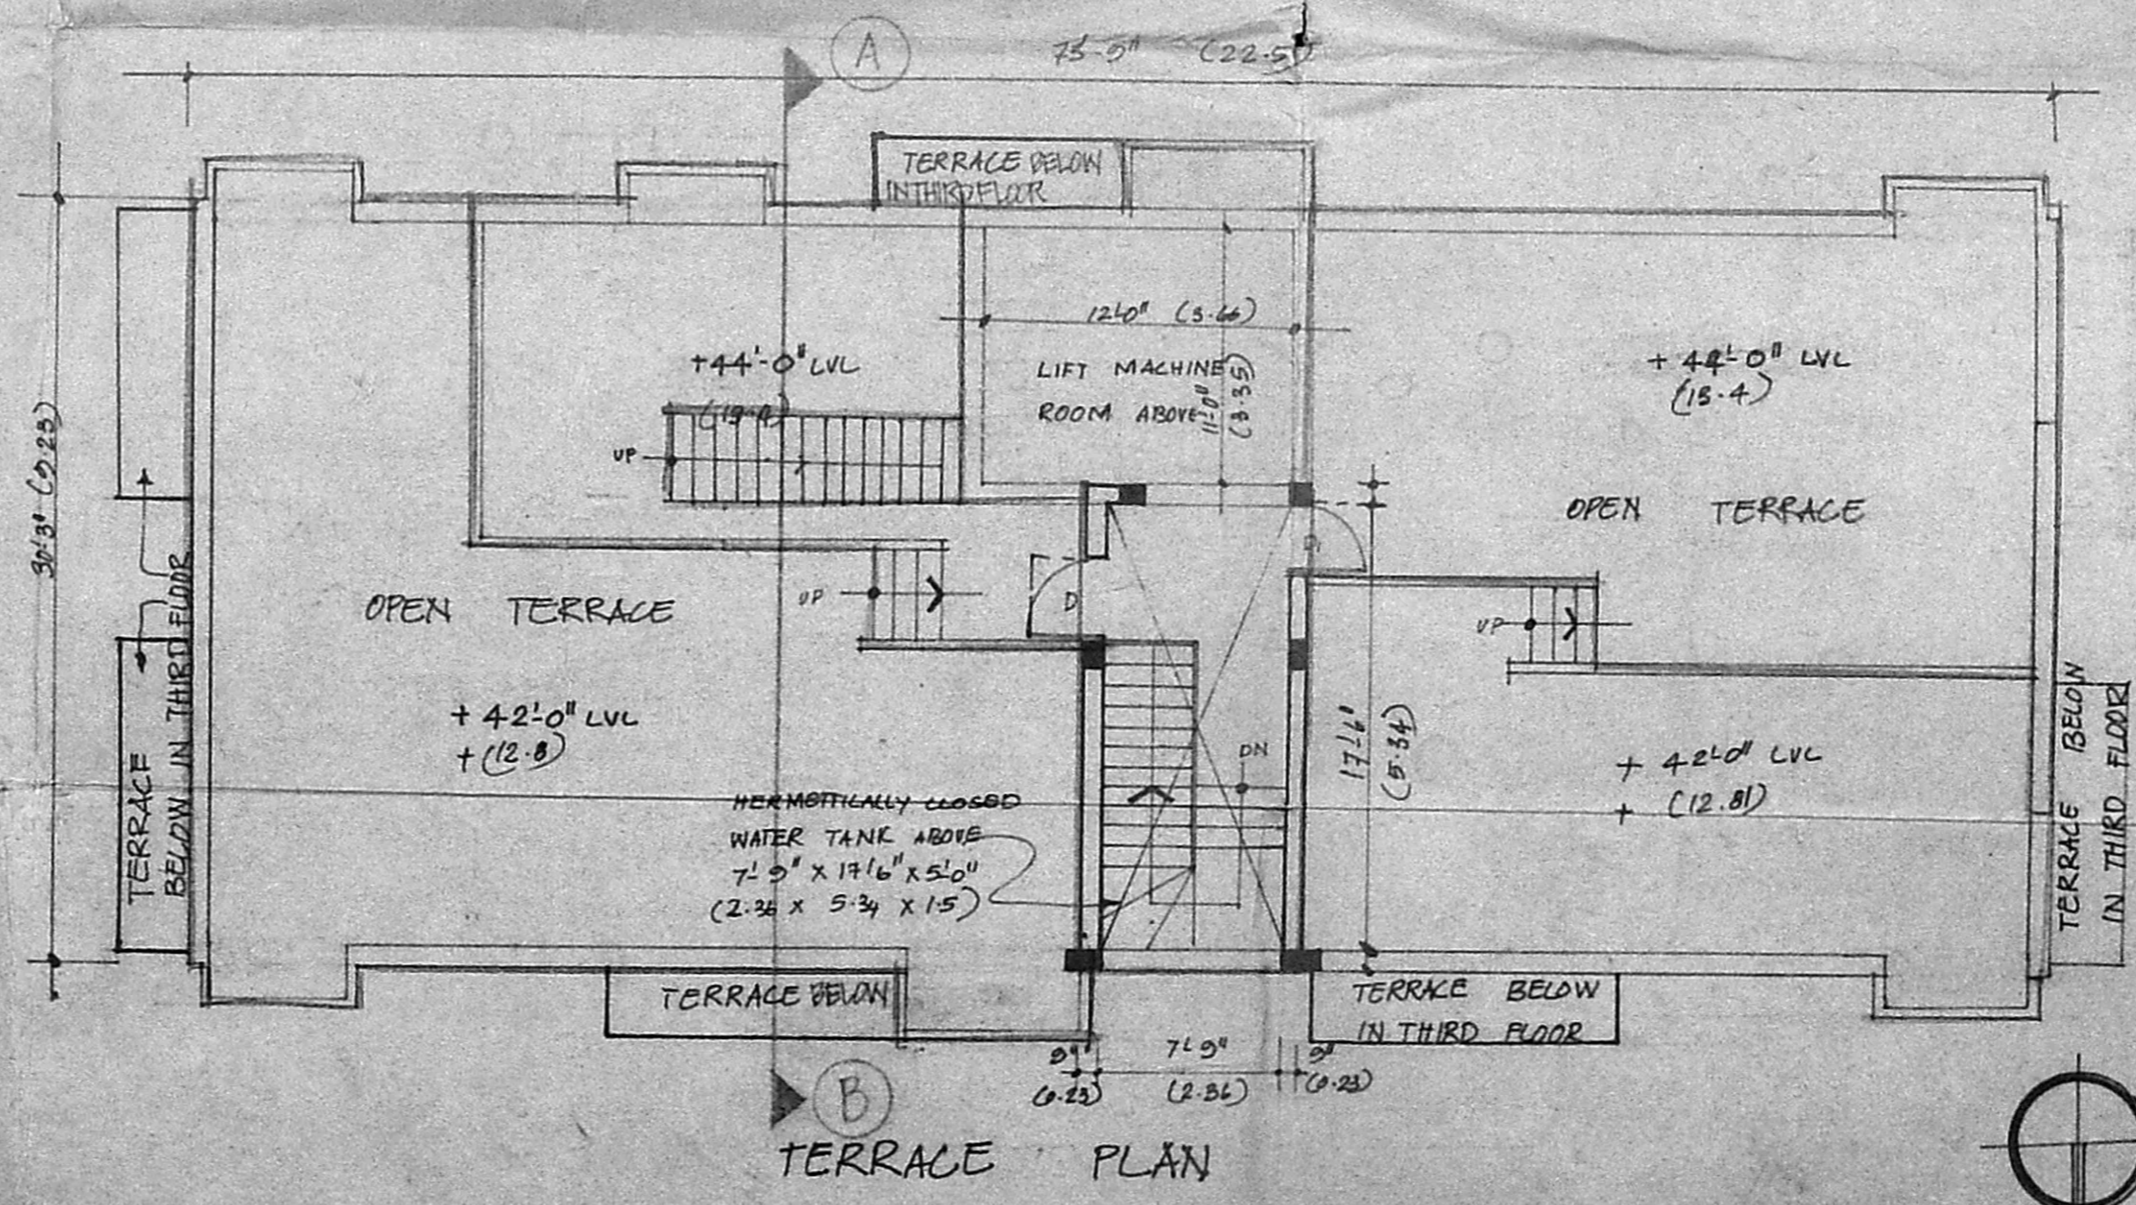 A
73'-9" (22.5)
TERRACE BELOW
IN THIRD FLOOR
12'-0" (3.66)
+44'-0" LVL
(13.4)
LIFT MACHINE
ROOM ABOVE
11'-0"
(3.35)
+ 44'-0" LVL
(13.4)
30'3" (9.23)
UP
OPEN TERRACE
OPEN TERRACE
UP
D
D
UP
+ 42'-0" LVL
+ (12.8)
DN
17'-6"
(5.34)
+ 42'-0" LVL
+ (12.81)
HERMETTICALLY CLOSED
WATER TANK ABOVE
7'-9" x 17'6" x 5'-0"
(2.36 x 5.34 x 1.5)
TERRACE
BELOW IN THIRD FLOOR
TERRACE BELOW
IN THIRD FLOOR
TERRACE BELOW
TERRACE BELOW
IN THIRD FLOOR
9" 7'-9" 9"
(0.23) (2.36) (0.23)
B
TERRACE PLAN